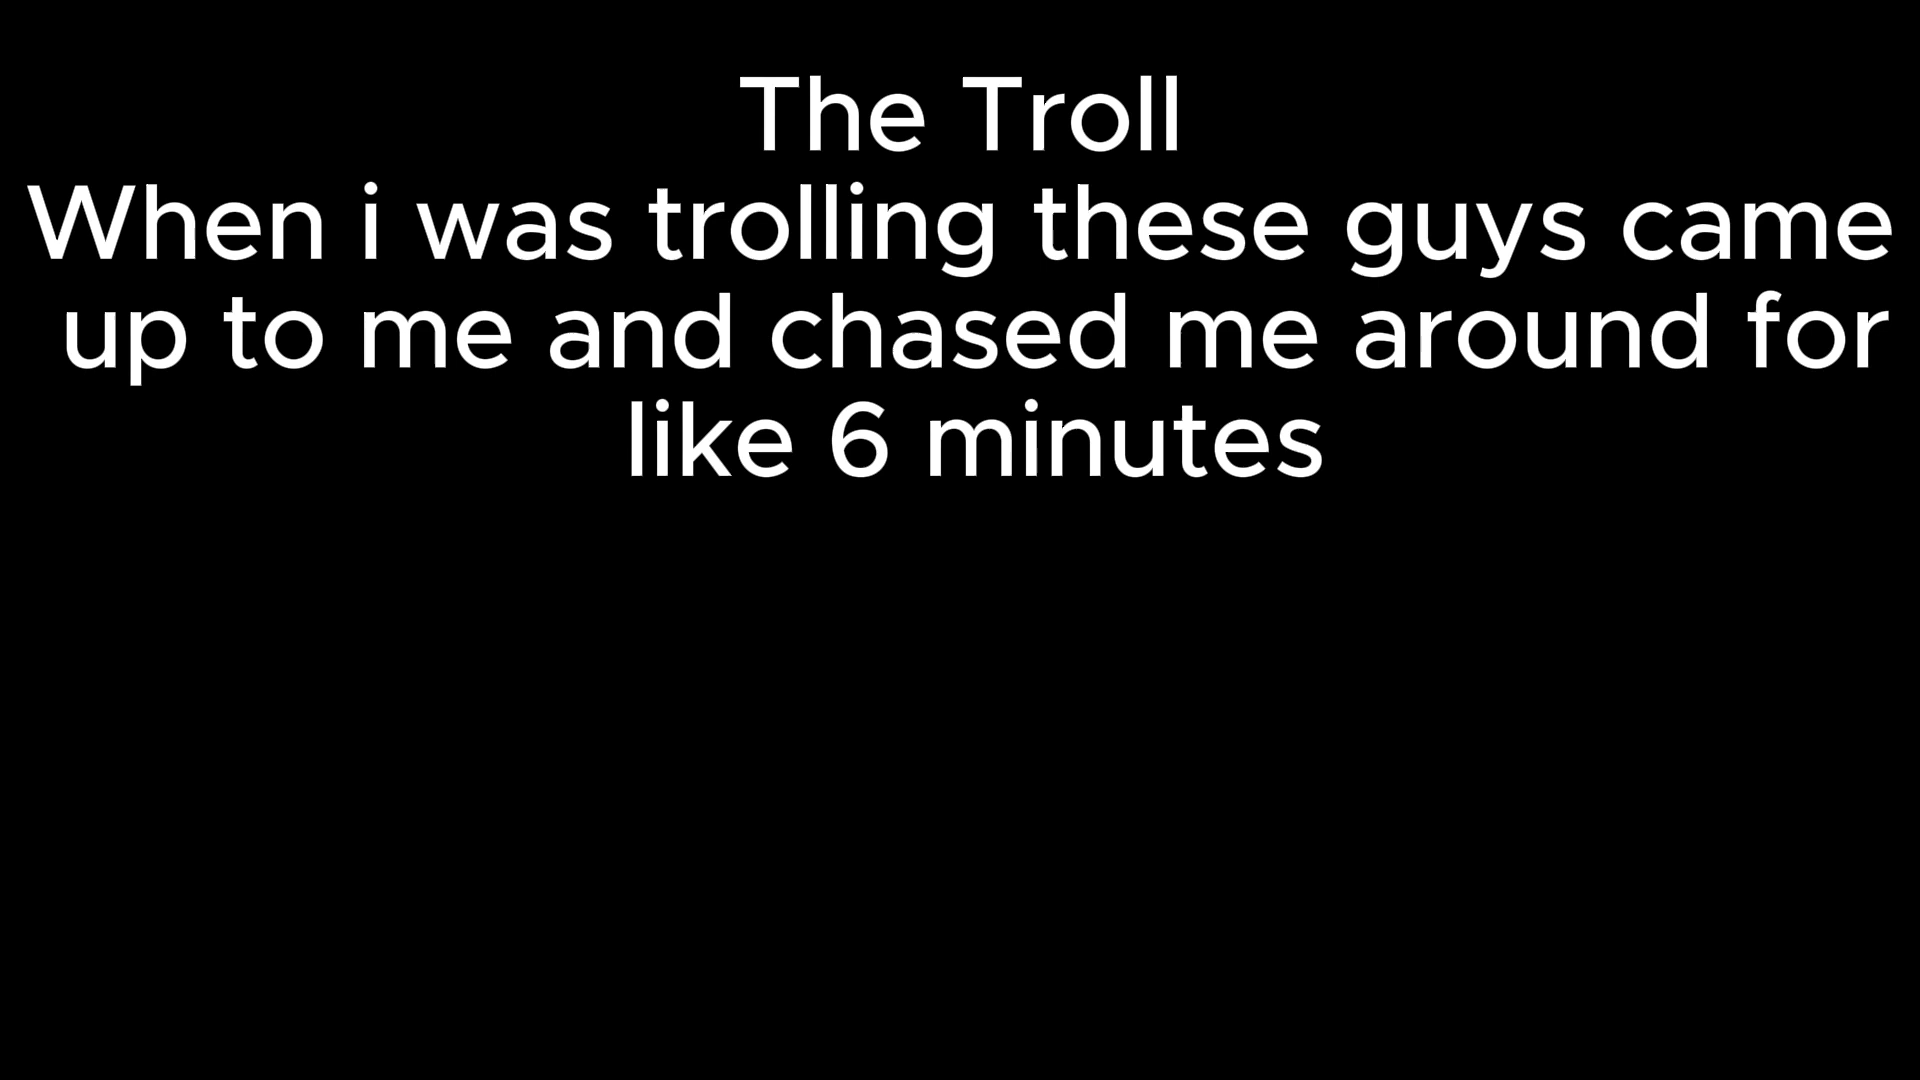 The Troll
When i was trolling these guys came
up to me and chased me around for
like 6 minutes